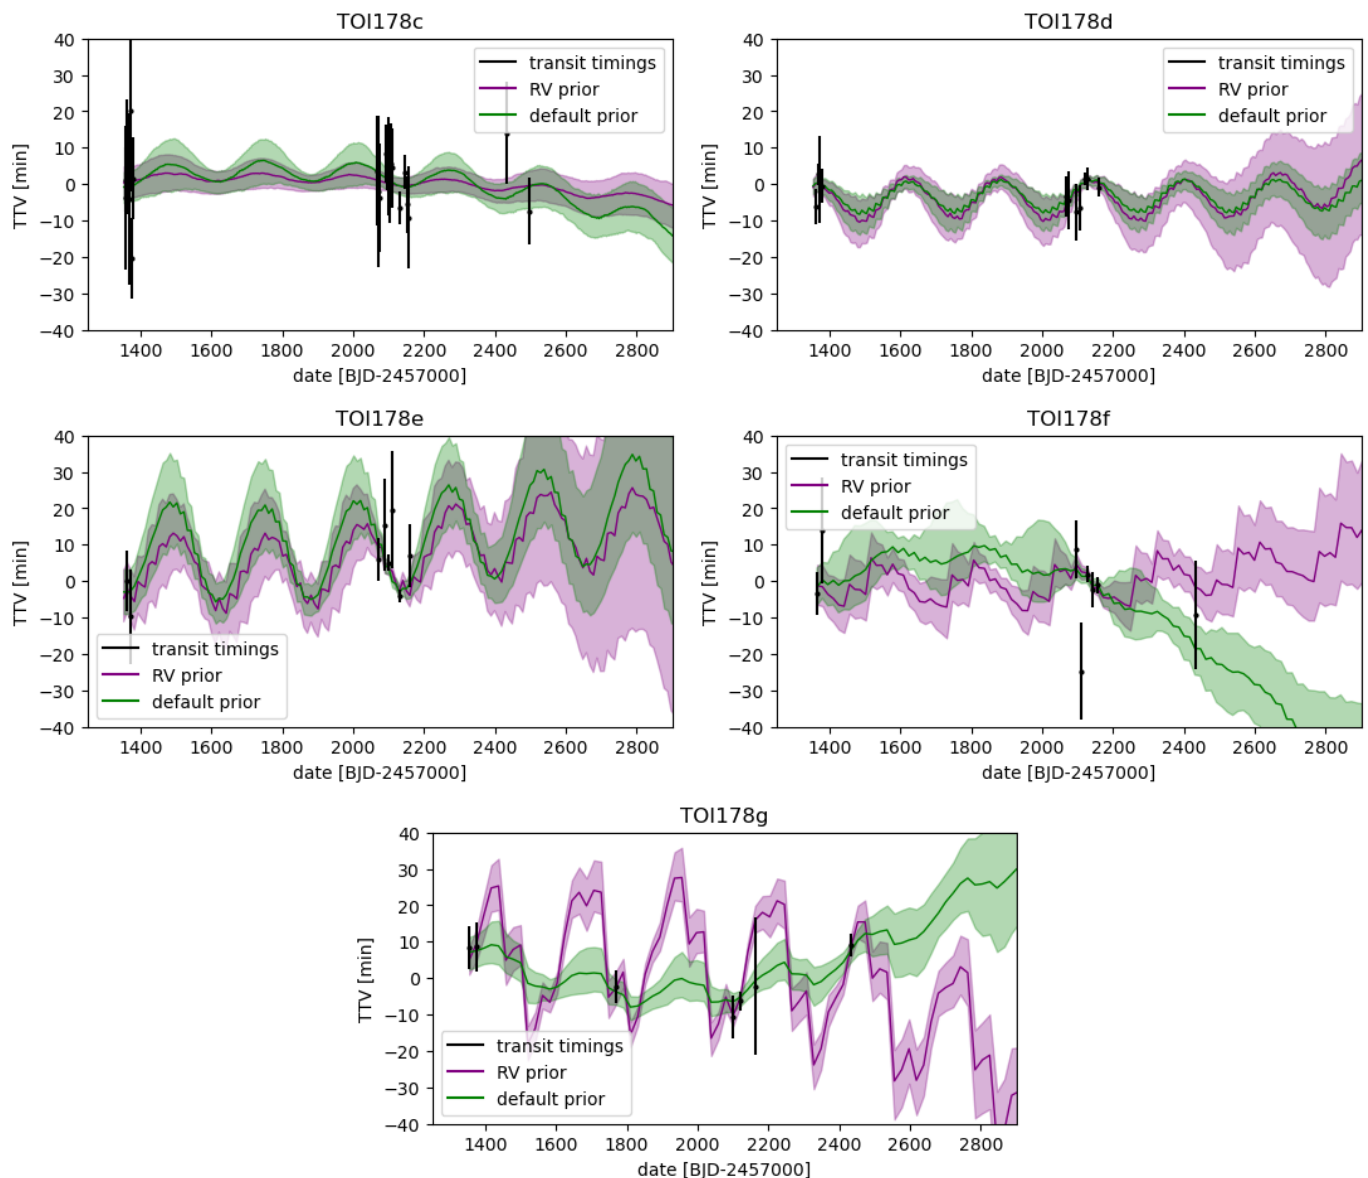 TOI178c
TTV [min]
40
30
20
10
0
−10
−20
−30
−40
transit timings
RV prior
default prior
1400 1600 1800 2000 2200 2400 2600 2800
date [BJD-2457000]
TOI178d
TTV [min]
40
30
20
10
0
−10
−20
−30
−40
transit timings
RV prior
default prior
1400 1600 1800 2000 2200 2400 2600 2800
date [BJD-2457000]
TOI178e
TTV [min]
40
30
20
10
0
−10
−20
−30
−40
transit timings
RV prior
default prior
1400 1600 1800 2000 2200 2400 2600 2800
date [BJD-2457000]
TOI178f
TTV [min]
40
30
20
10
0
−10
−20
−30
−40
transit timings
RV prior
default prior
1400 1600 1800 2000 2200 2400 2600 2800
date [BJD-2457000]
TOI178g
TTV [min]
40
30
20
10
0
−10
−20
−30
−40
transit timings
RV prior
default prior
1400 1600 1800 2000 2200 2400 2600 2800
date [BJD-2457000]